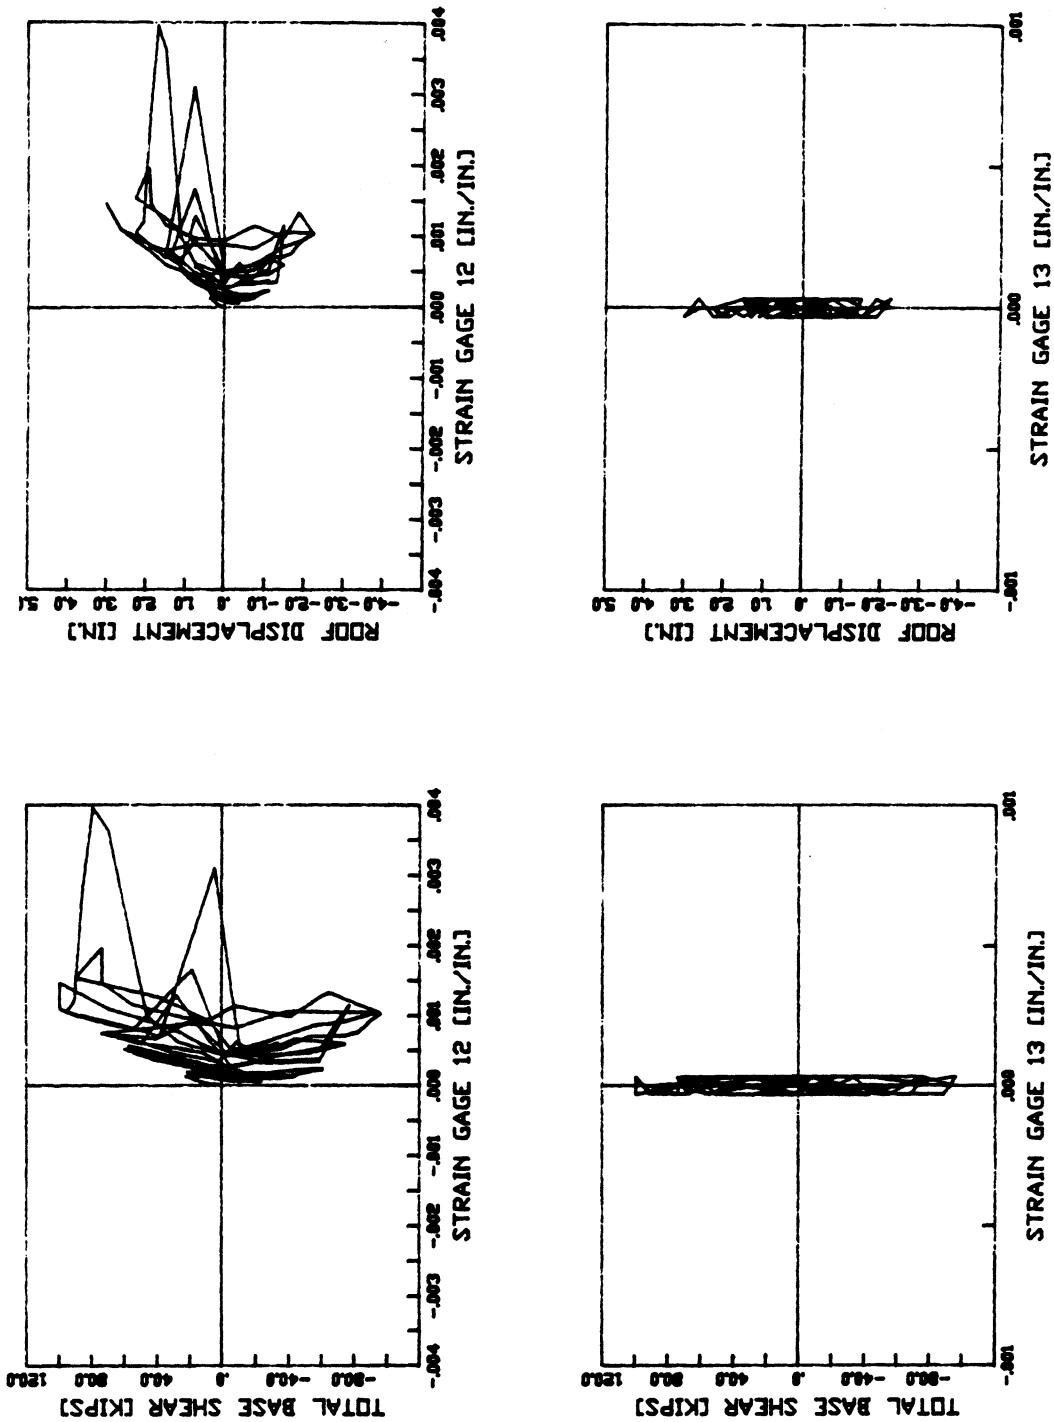 5.0 4.0 3.0 2.0 1.0 .0 -1.0 -2.0 -3.0 -4.0
ROOF DISPLACEMENT [IN.]
-.004 -.003 -.002 -.001 .000 .001 .002 .003 .004
STRAIN GAGE 12 [IN./IN.]
5.0 4.0 3.0 2.0 1.0 .0 -1.0 -2.0 -3.0 -4.0
ROOF DISPLACEMENT [IN.]
-.001 .000 .001
STRAIN GAGE 13 [IN./IN.]
120.0 80.0 40.0 .0 -40.0 -80.0
TOTAL BASE SHEAR [KIPS]
-.004 -.003 -.002 -.001 .000 .001 .002 .003 .004
STRAIN GAGE 12 [IN./IN.]
120.0 80.0 40.0 .0 -40.0 -80.0
TOTAL BASE SHEAR [KIPS]
-.001 .000 .001
STRAIN GAGE 13 [IN./IN.]